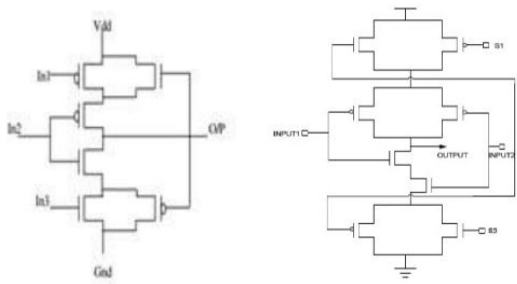 Vdd
In1
In2
O/P
In3
Gnd
S1
INPUT1
OUTPUT
INPUT2
S3